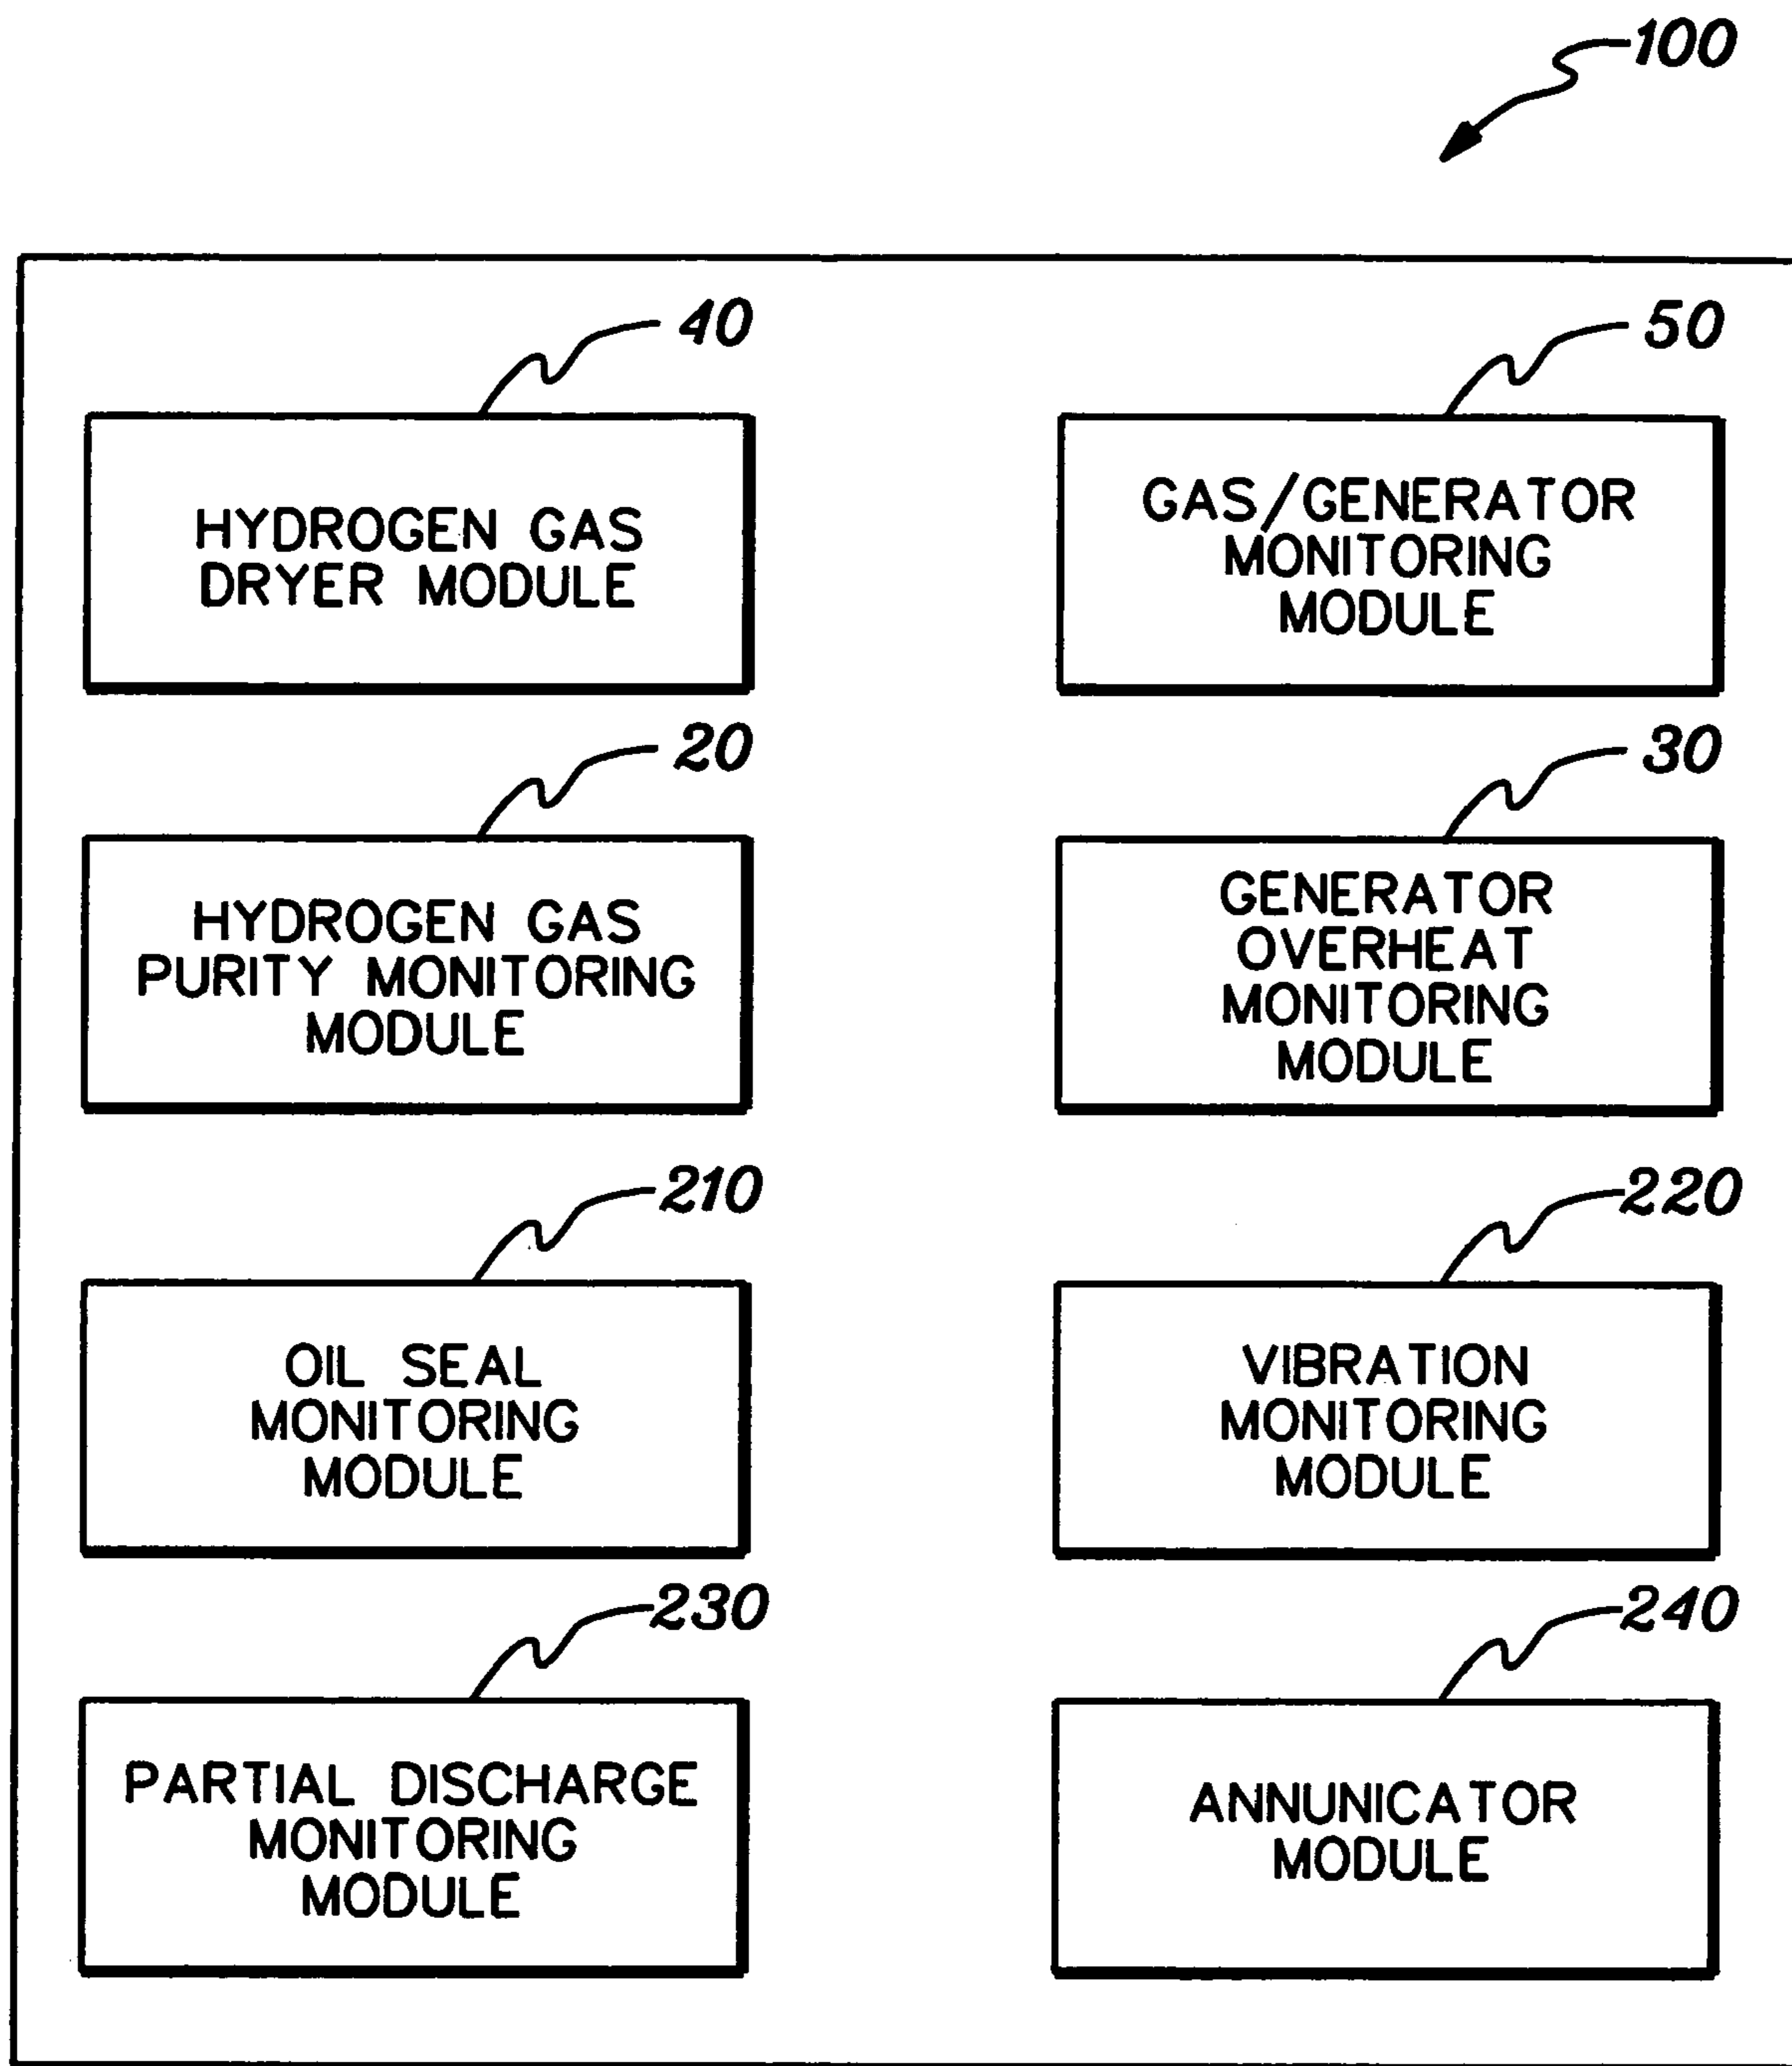 100
40
50
HYDROGEN GAS
DRYER MODULE
GAS/GENERATOR
MONITORING
MODULE
20
30
HYDROGEN GAS
PURITY MONITORING
MODULE
GENERATOR
OVERHEAT
MONITORING
MODULE
210
220
OIL SEAL
MONITORING
MODULE
VIBRATION
MONITORING
MODULE
230
240
PARTIAL DISCHARGE
MONITORING
MODULE
ANNUNICATOR
MODULE